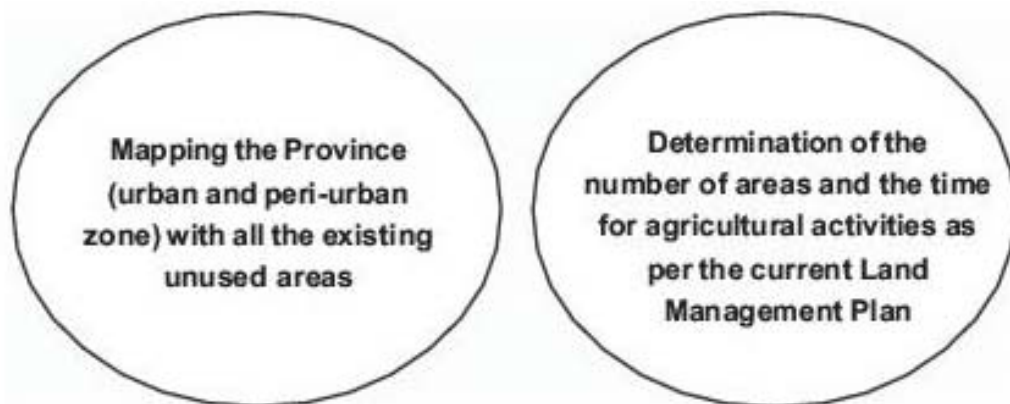 Mapping the Province
(urban and peri-urban
zone) with all the existing
unused areas
Determination of the
number of areas and the time
for agricultural activities as
per the current Land
Management Plan